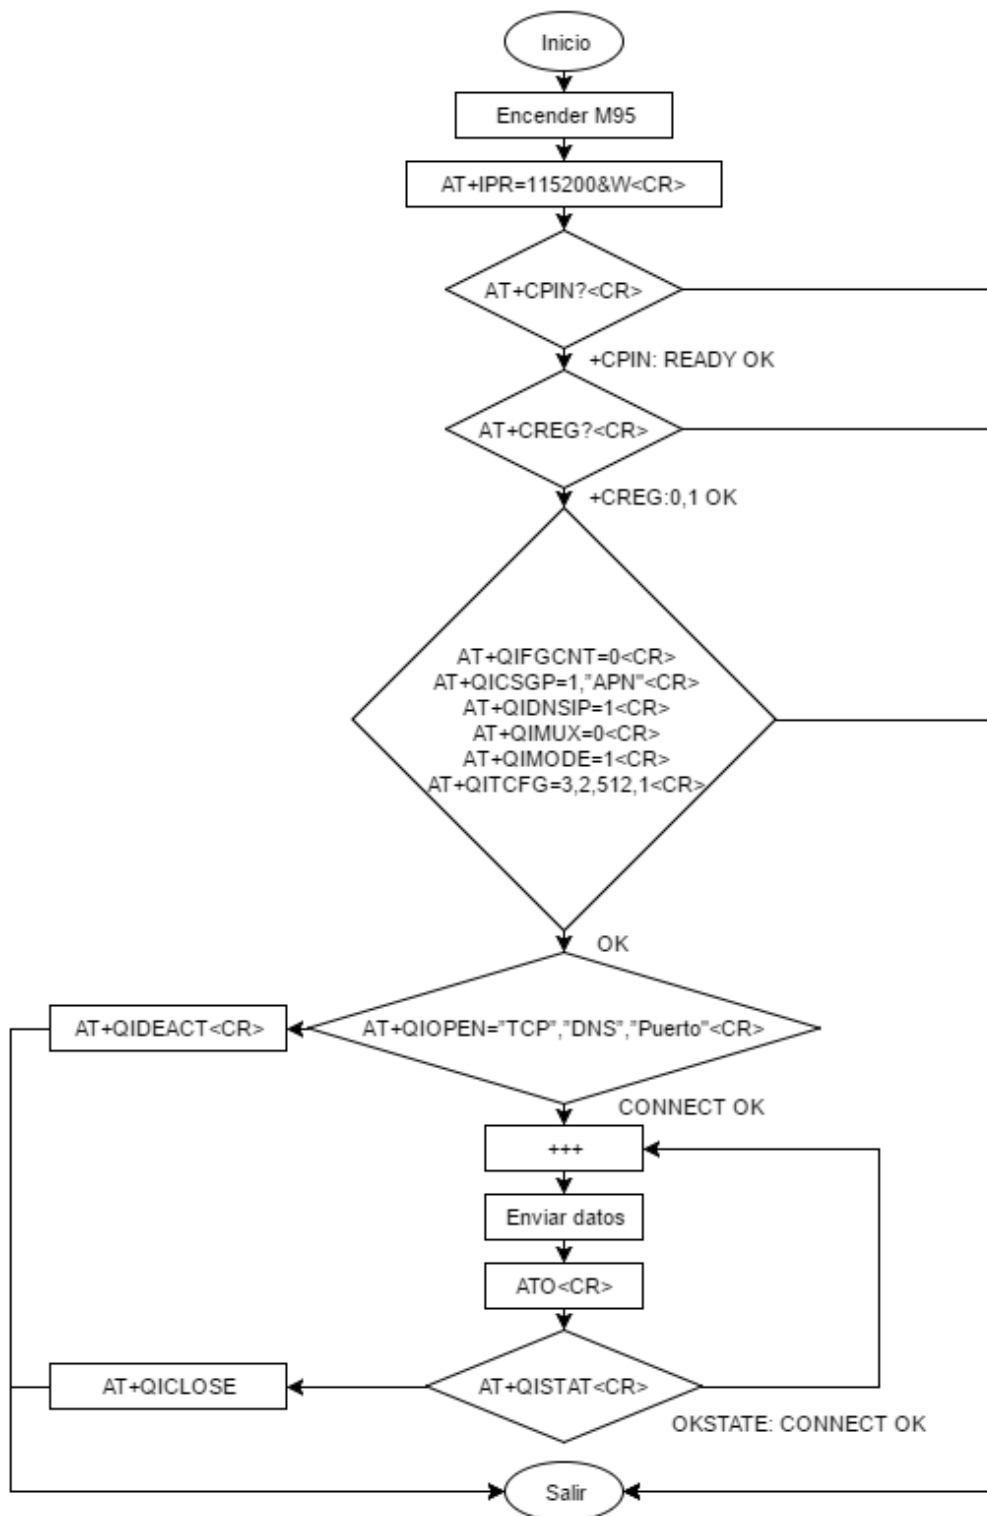 Inicio
Encender M95
AT+IPR=115200&W<CR>
AT+CPIN?<CR>
+CPIN: READY OK
AT+CREG?<CR>
+CREG:0,1 OK
AT+QIFGCNT=0<CR>
AT+QICSGP=1,"APN"<CR>
AT+QIDNSIP=1<CR>
AT+QIMUX=0<CR>
AT+QIMODE=1<CR>
AT+QITCFG=3,2,512,1<CR>
OK
AT+QIDEACT<CR>
AT+QIOPEN="TCP","DNS","Puerto"<CR>
CONNECT OK
+++
Enviar datos
ATO<CR>
AT+QICLOSE
AT+QISTAT<CR>
OKSTATE: CONNECT OK
Salir